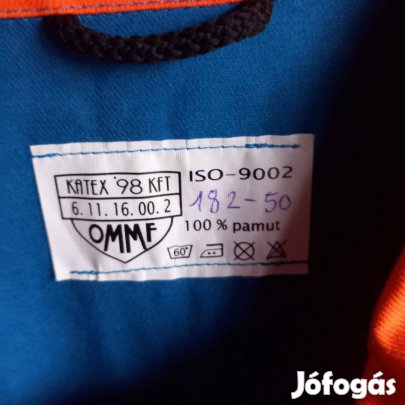 KATEX '98 KFT
6.11.16.00.2
OMMF
ISO-9002
182-50
100% pamut
60°
Jófogás